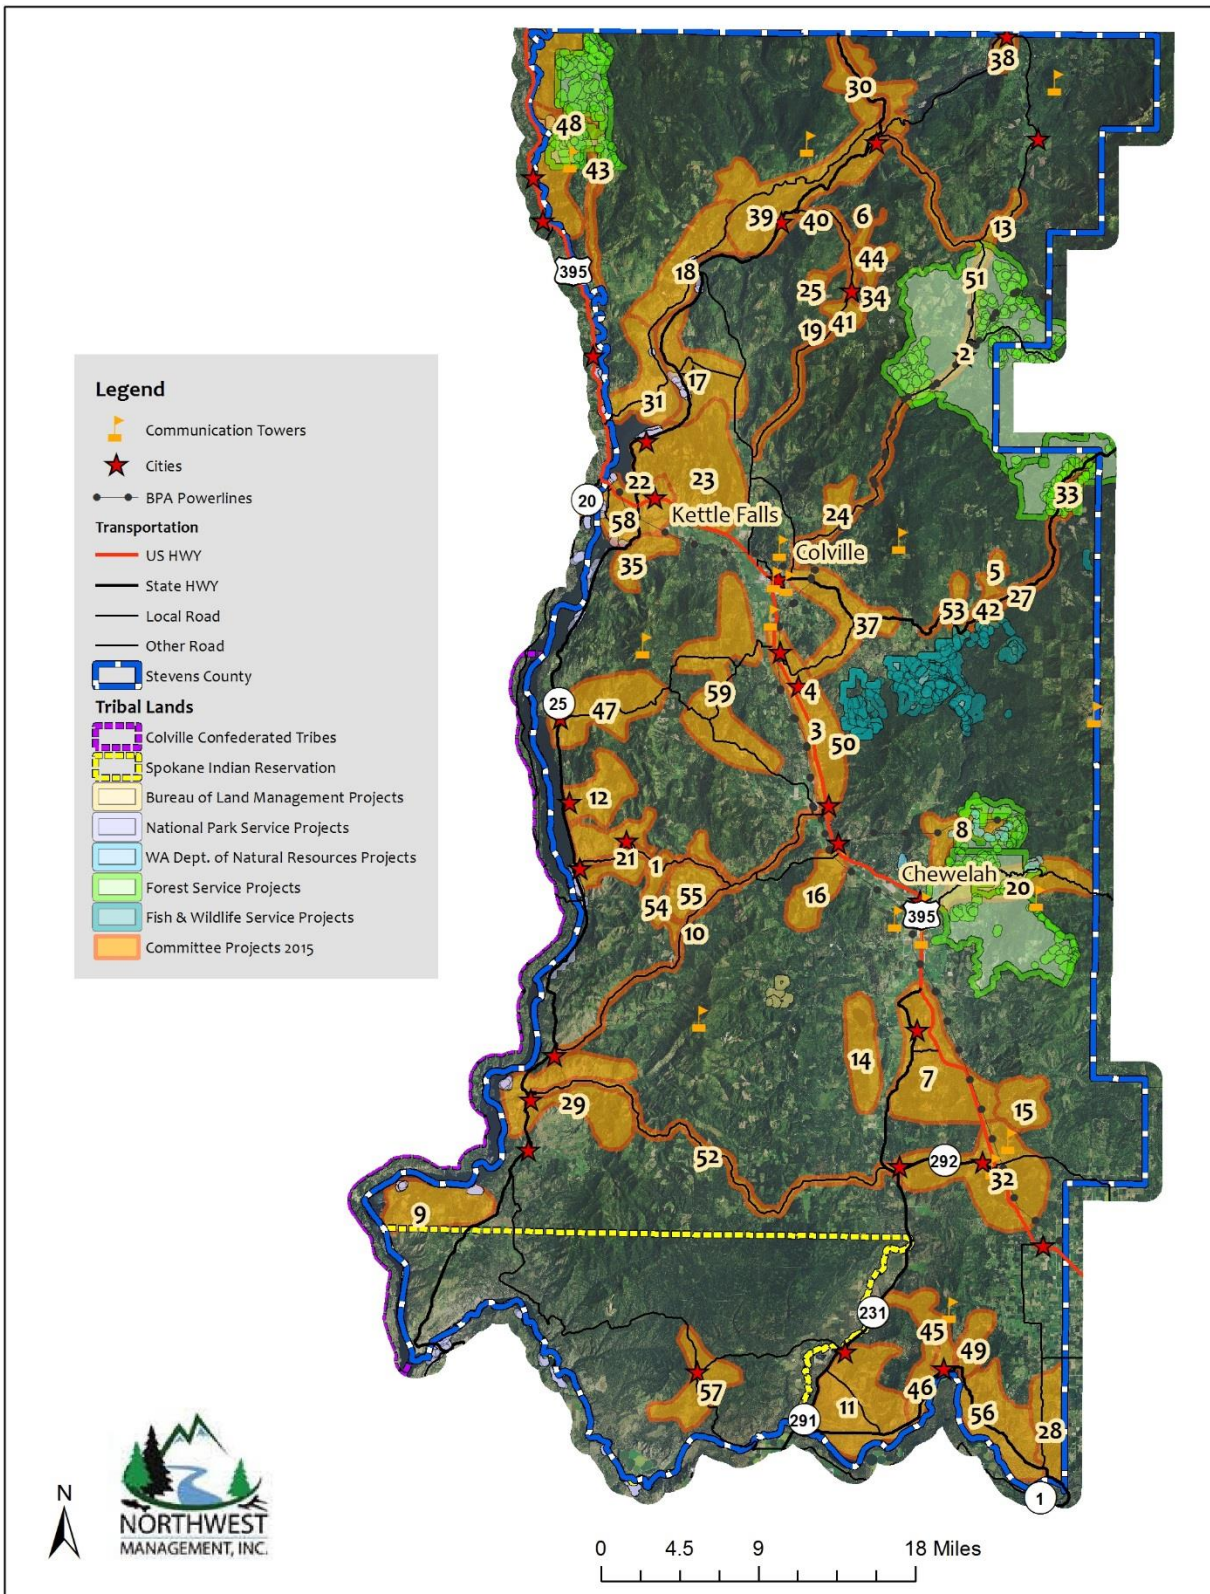 38
30
48
43
39
40
6
13
44
395
18
51
25
34
19
41
2
17
31
22
23
33
20
Kettle Falls
58
24
35
Colville
5
53
42
27
37
59
4
25
47
3
50
12
8
21
1
Chewelah
20
54
55
16
395
10
14
7
15
29
52
292
32
9
231
45
49
57
46
11
291
56
28
1
Legend
Communication Towers
Cities
BPA Powerlines
Transportation
US HWY
State HWY
Local Road
Other Road
Stevens County
Tribal Lands
Colville Confederated Tribes
Spokane Indian Reservation
Bureau of Land Management Projects
National Park Service Projects
WA Dept. of Natural Resources Projects
Forest Service Projects
Fish & Wildlife Service Projects
Committee Projects 2015
N
NORTHWEST
MANAGEMENT, INC.
0 4.5 9 18 Miles